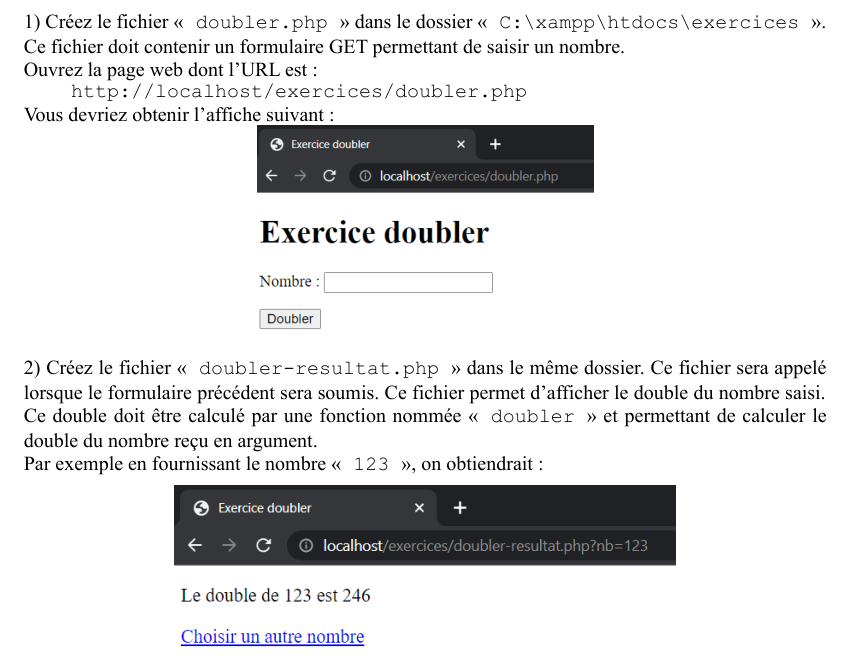 1) Créez le fichier « doubler.php » dans le dossier « C:\xampp\htdocs\exercices ».
Ce fichier doit contenir un formulaire GET permettant de saisir un nombre.
Ouvrez la page web dont l'URL est :
http://localhost/exercices/doubler.php
Vous devriez obtenir l'affiche suivant :
Exercice doubler
localhost/exercices/doubler.php
Exercice doubler
Nombre :
Doubler
2) Créez le fichier « doubler-resultat.php » dans le même dossier. Ce fichier sera appelé
lorsque le formulaire précédent sera soumis. Ce fichier permet d'afficher le double du nombre saisi.
Ce double doit être calculé par une fonction nommée « doubler » et permettant de calculer le
double du nombre reçu en argument.
Par exemple en fournissant le nombre « 123 », on obtiendrait :
Exercice doubler
localhost/exercices/doubler-resultat.php?nb=123
Le double de 123 est 246
Choisir un autre nombre